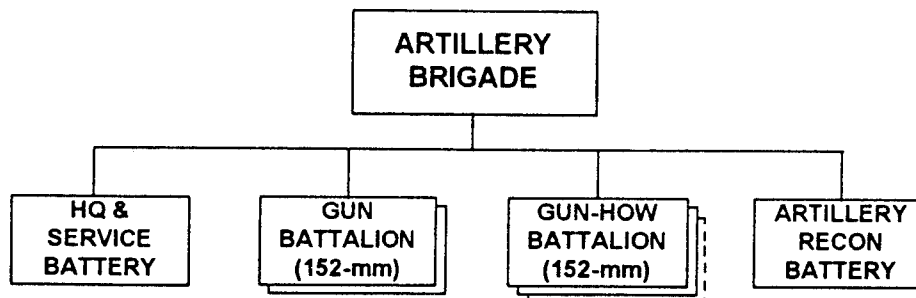 ARTILLERY
BRIGADE
HQ &
SERVICE
BATTERY
GUN
BATTALION
(152-mm)
GUN-HOW
BATTALION
(152-mm)
ARTILLERY
RECON
BATTERY